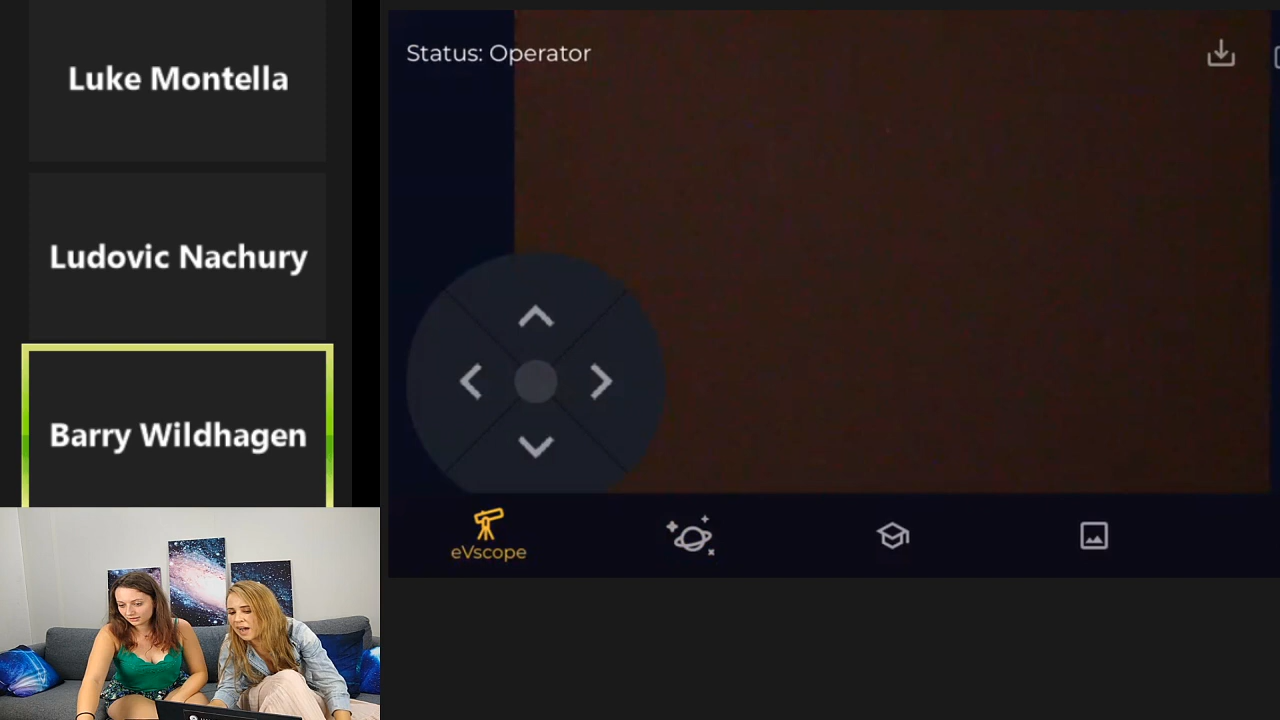 Luke Montella
Ludovic Nachury
Barry Wildhagen
Status: Operator
eVscope